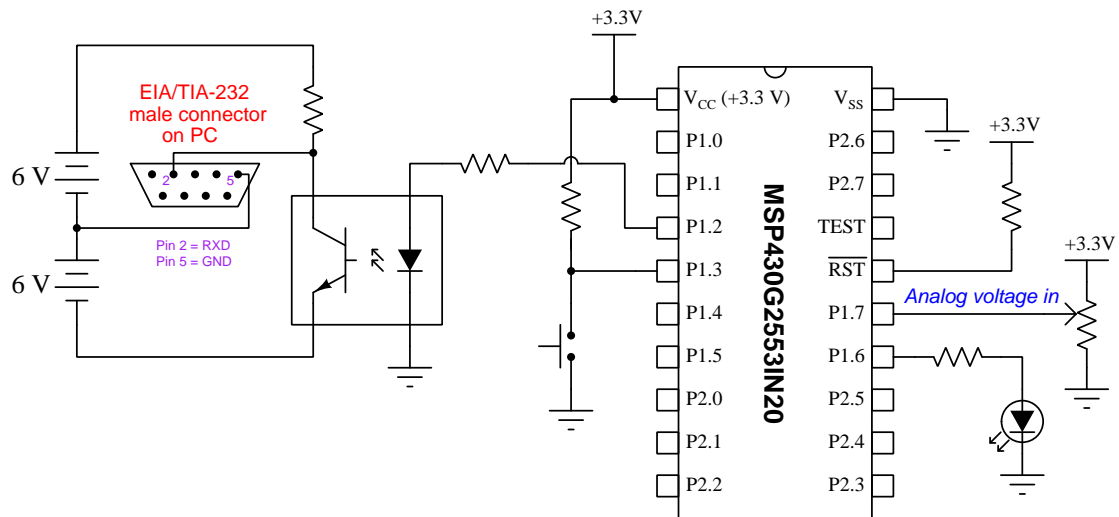 +3.3V
EIA/TIA-232
male connector
on PC
6 V
2
5
Pin 2 = RXD
Pin 5 = GND
6 V
MSP430G2553IN20
VCC (+3.3 V)
P1.0
P1.1
P1.2
P1.3
P1.4
P1.5
P2.0
P2.1
P2.2
VSS
P2.6
P2.7
TEST
RST
P1.7
P1.6
P2.5
P2.4
P2.3
+3.3V
Analog voltage in
+3.3V